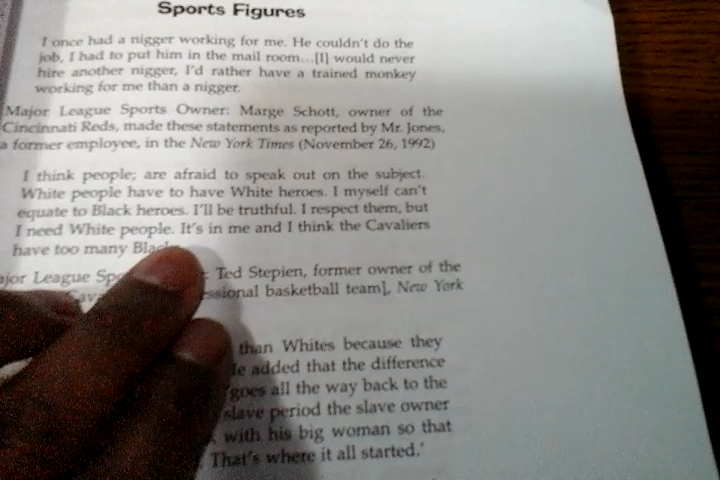 Sports Figures
I once had a nigger working for me. He couldn't do the
job, I had to put him in the mail room...[I] would never
hire another nigger, I'd rather have a trained monkey
working for me than a nigger.
Major League Sports Owner: Marge Schott, owner of the
Cincinnati Reds, made these statements as reported by Mr. Jones,
a former employee, in the New York Times (November 26, 1992)
I think people; are afraid to speak out on the subject.
White people have to have White heroes. I myself can't
equate to Black heroes. I'll be truthful. I respect them, but
I need White people. It's in me and I think the Cavaliers
have too many
League Ted Stepien, former owner of the
basketball team], New York
than Whites because they
added that the difference
goes all the way back to the
slave period the slave owner
with his big woman so that
That's where it all started.'